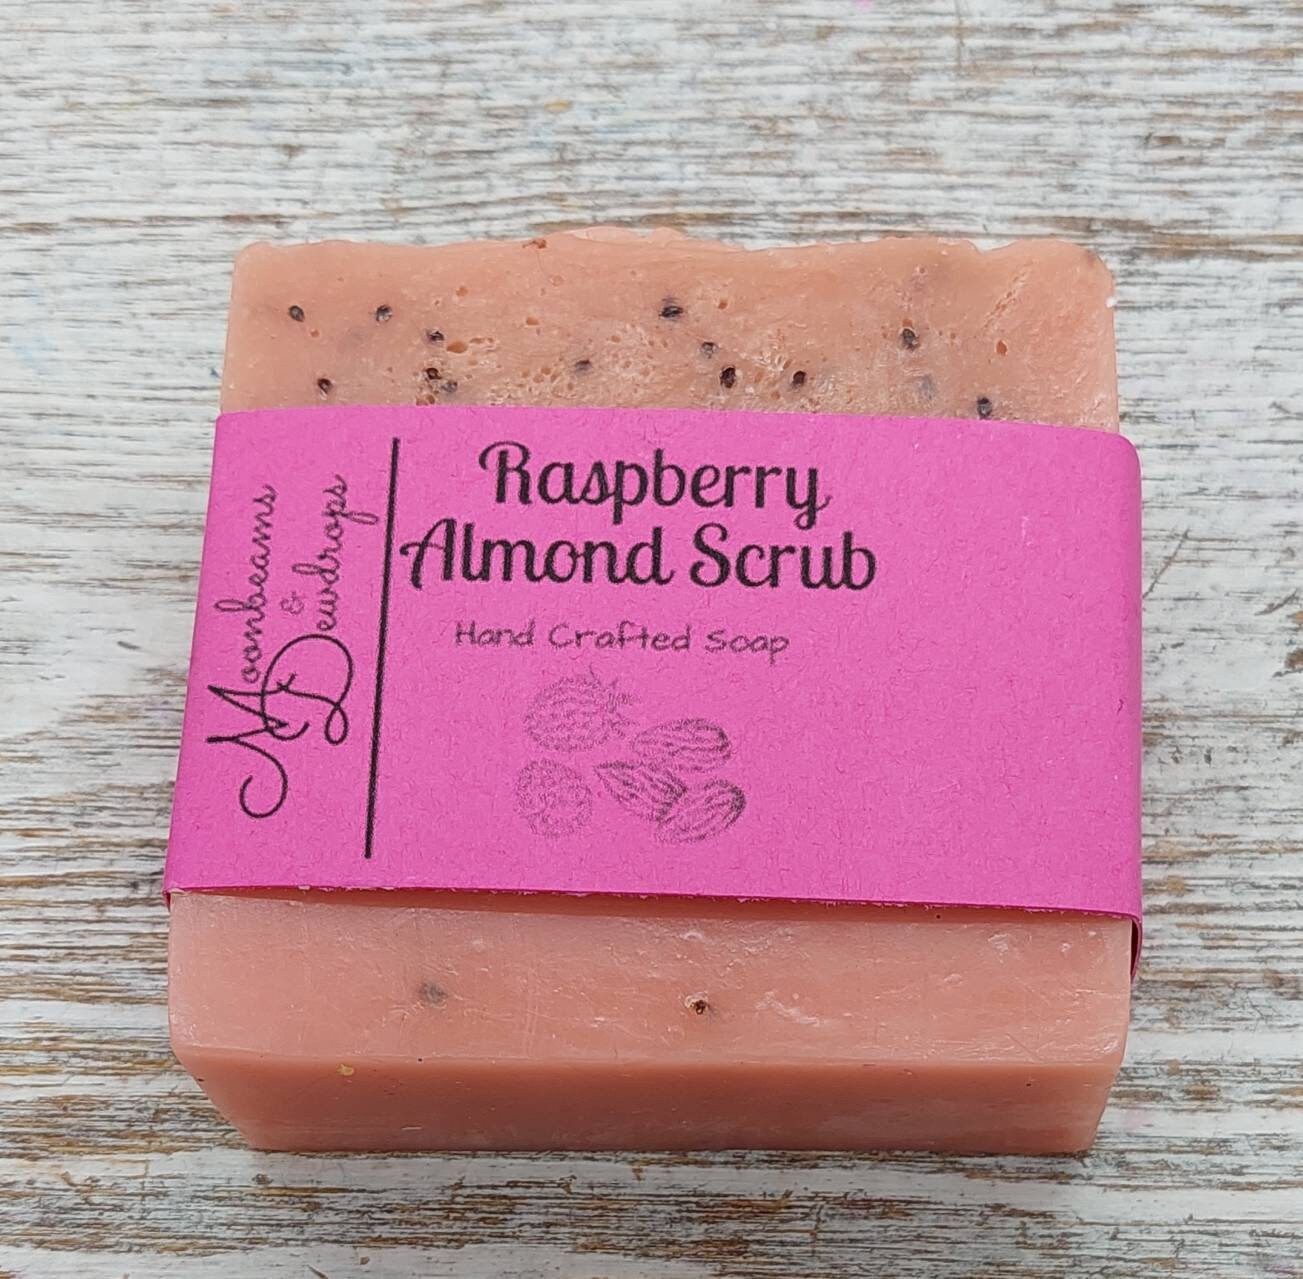 Moonbeams
&
Dewdrops
Raspberry
Almond Scrub
Hand Crafted Soap